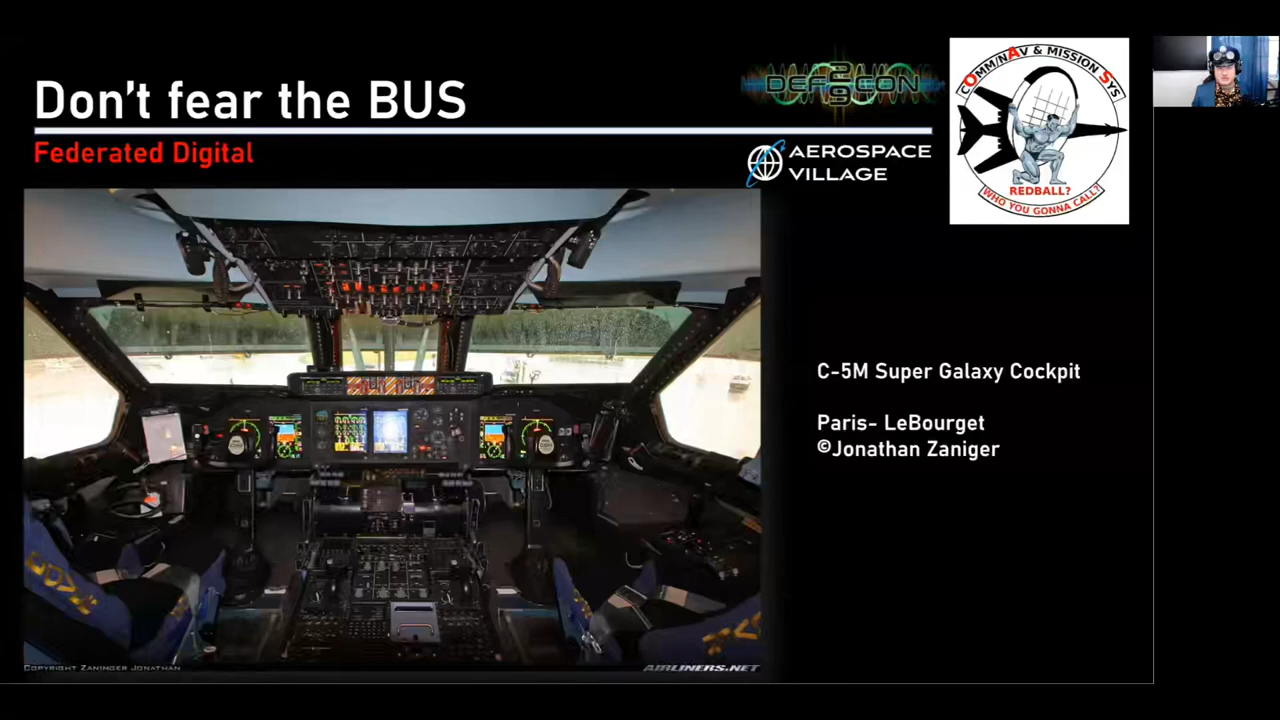 Don't fear the BUS
Federated Digital
DEF CON
29
AEROSPACE
VILLAGE
COMM/NAV & MISSION SYS
REDBALL?
WHO YOU GONNA CALL?
C-5M Super Galaxy Cockpit
Paris- LeBourget
©Jonathan Zaniger
Copyright Zaninger Jonathan
AIRLINERS.NET